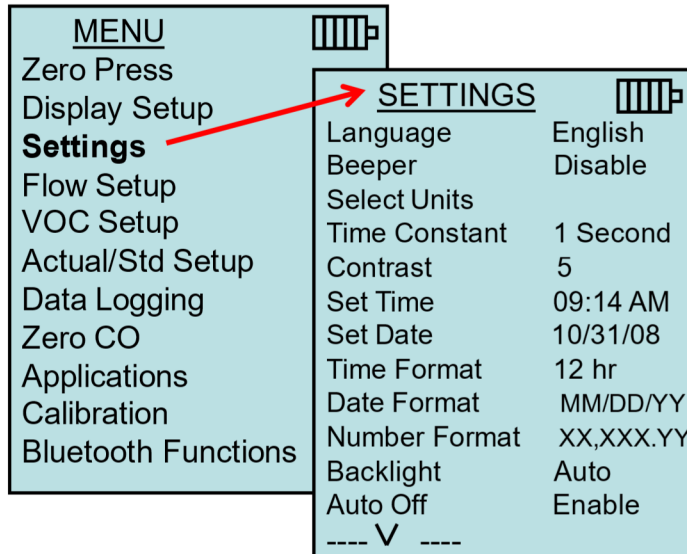 MENU
Zero Press
Display Setup
Settings
Flow Setup
VOC Setup
Actual/Std Setup
Data Logging
Zero CO
Applications
Calibration
Bluetooth Functions
SETTINGS
Language English
Beeper Disable
Select Units
Time Constant 1 Second
Contrast 5
Set Time 09:14 AM
Set Date 10/31/08
Time Format 12 hr
Date Format MM/DD/YY
Number Format XX,XXX.YY
Backlight Auto
Auto Off Enable
---- V ----